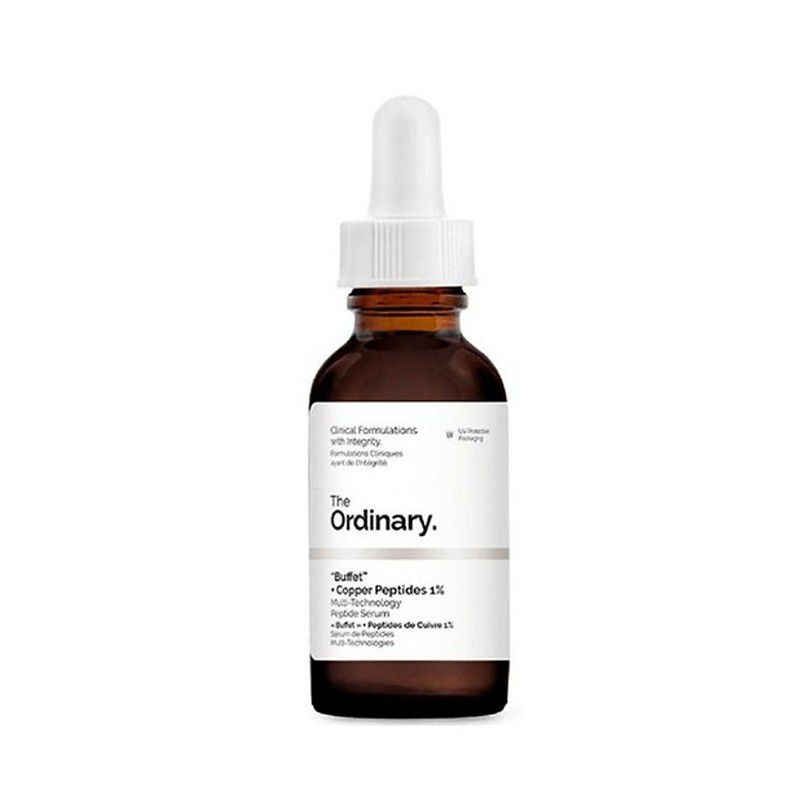 Clinical Formulations
with Integrity.
Formulations Cliniques
ayant de l'Intégrité.
UV Protective
Packaging
The
Ordinary.
"Buffet"
+ Copper Peptides 1%
Multi-Technology
Peptide Serum
« Buffet » + Peptides de Cuivre 1%
Sérum de Peptides
Multi-Technologies